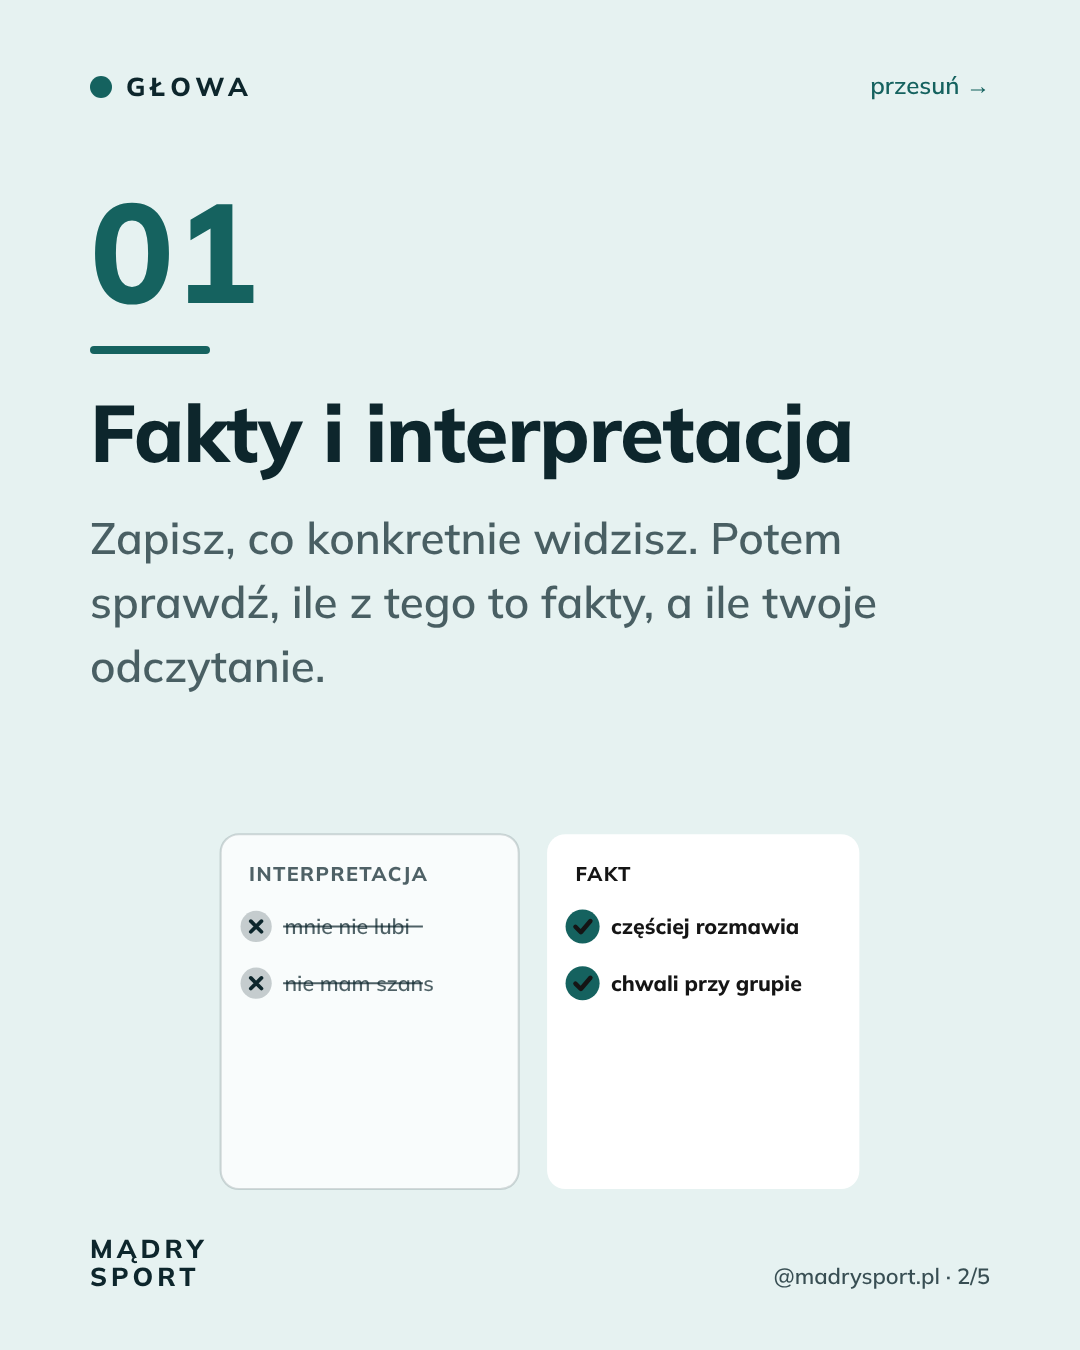 GŁOWA
przesuń →
01
Fakty i interpretacja
Zapisz, co konkretnie widzisz. Potem
sprawdź, ile z tego to fakty, a ile twoje
odczytanie.
INTERPRETACJA
mnie nie lubi
nie mam szans
FAKT
częściej rozmawia
chwali przy grupie
MĄDRY
SPORT
@madrysport.pl · 2/5